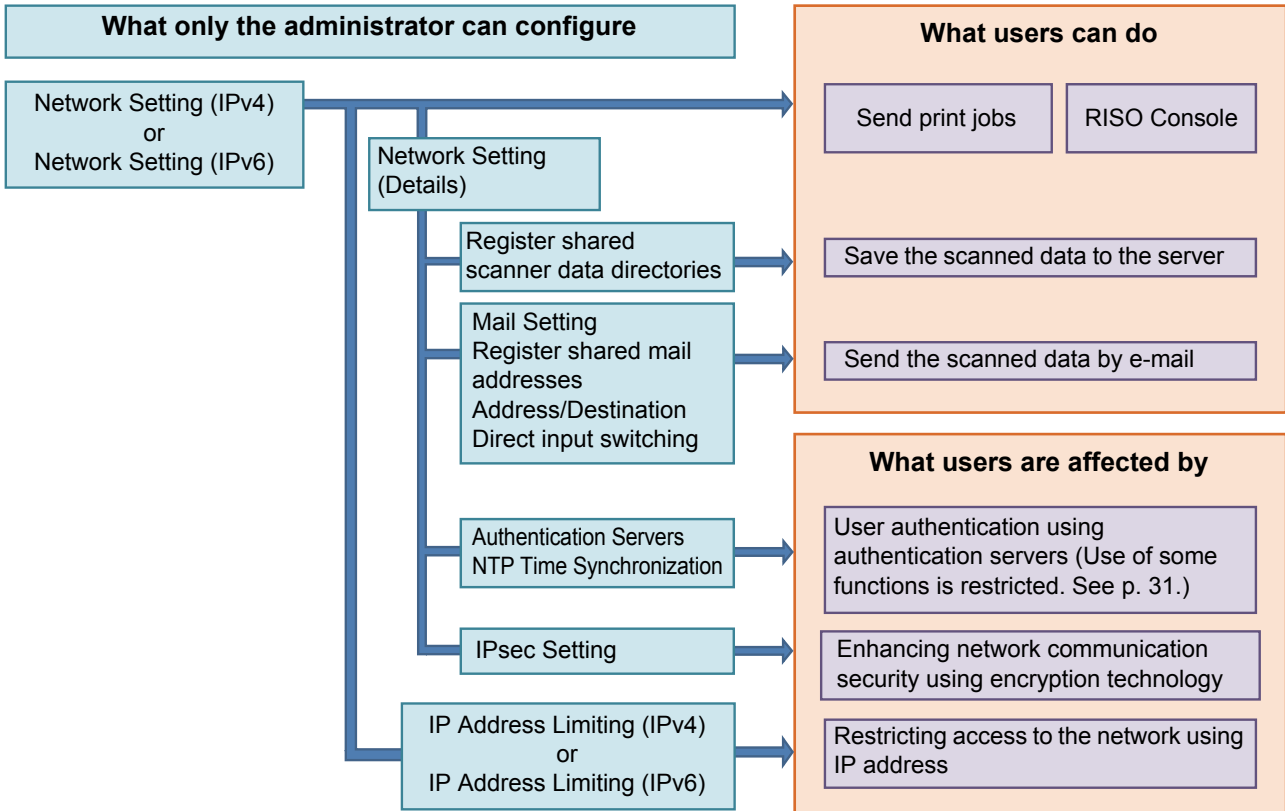 What only the administrator can configure
What users can do
Network Setting (IPv4)
or
Network Setting (IPv6)
Send print jobs
RISO Console
Network Setting
(Details)
Register shared
scanner data directories
Save the scanned data to the server
Mail Setting
Register shared mail
addresses
Address/Destination
Direct input switching
Send the scanned data by e-mail
What users are affected by
Authentication Servers
NTP Time Synchronization
User authentication using
authentication servers (Use of some
functions is restricted. See p. 31.)
IPsec Setting
Enhancing network communication
security using encryption technology
IP Address Limiting (IPv4)
or
IP Address Limiting (IPv6)
Restricting access to the network using
IP address